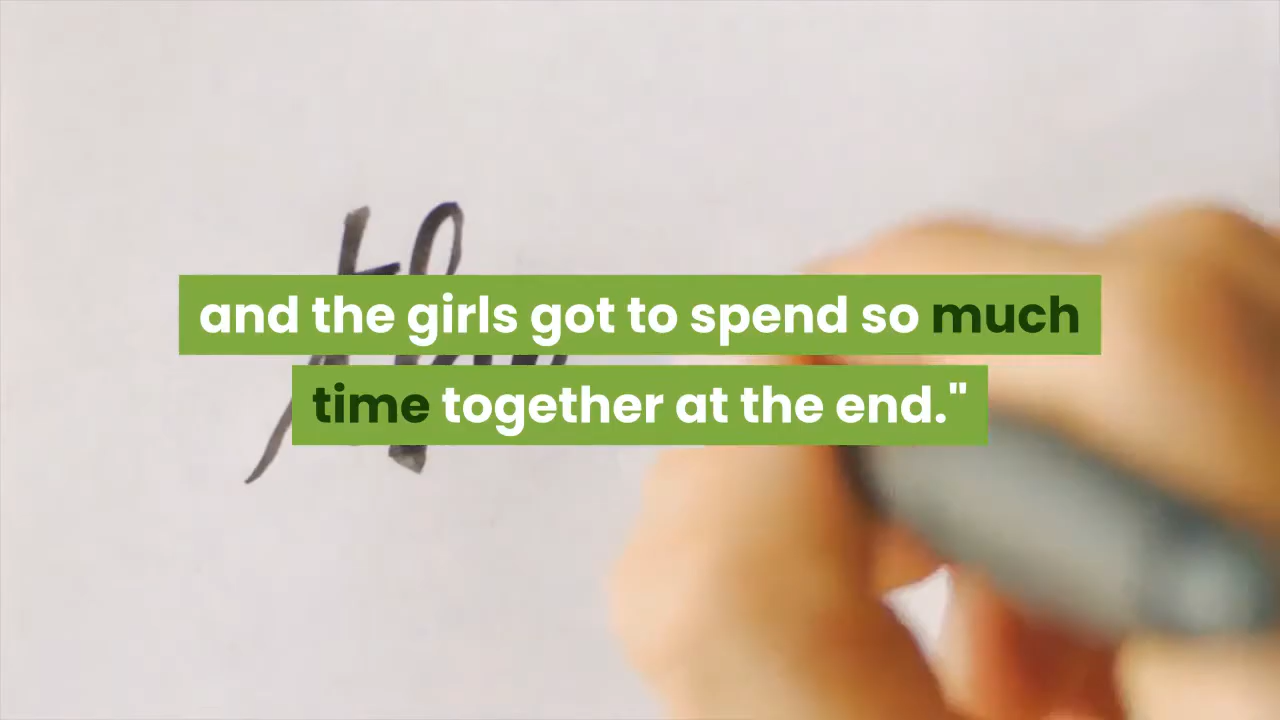 and the girls got to spend so much
time together at the end."